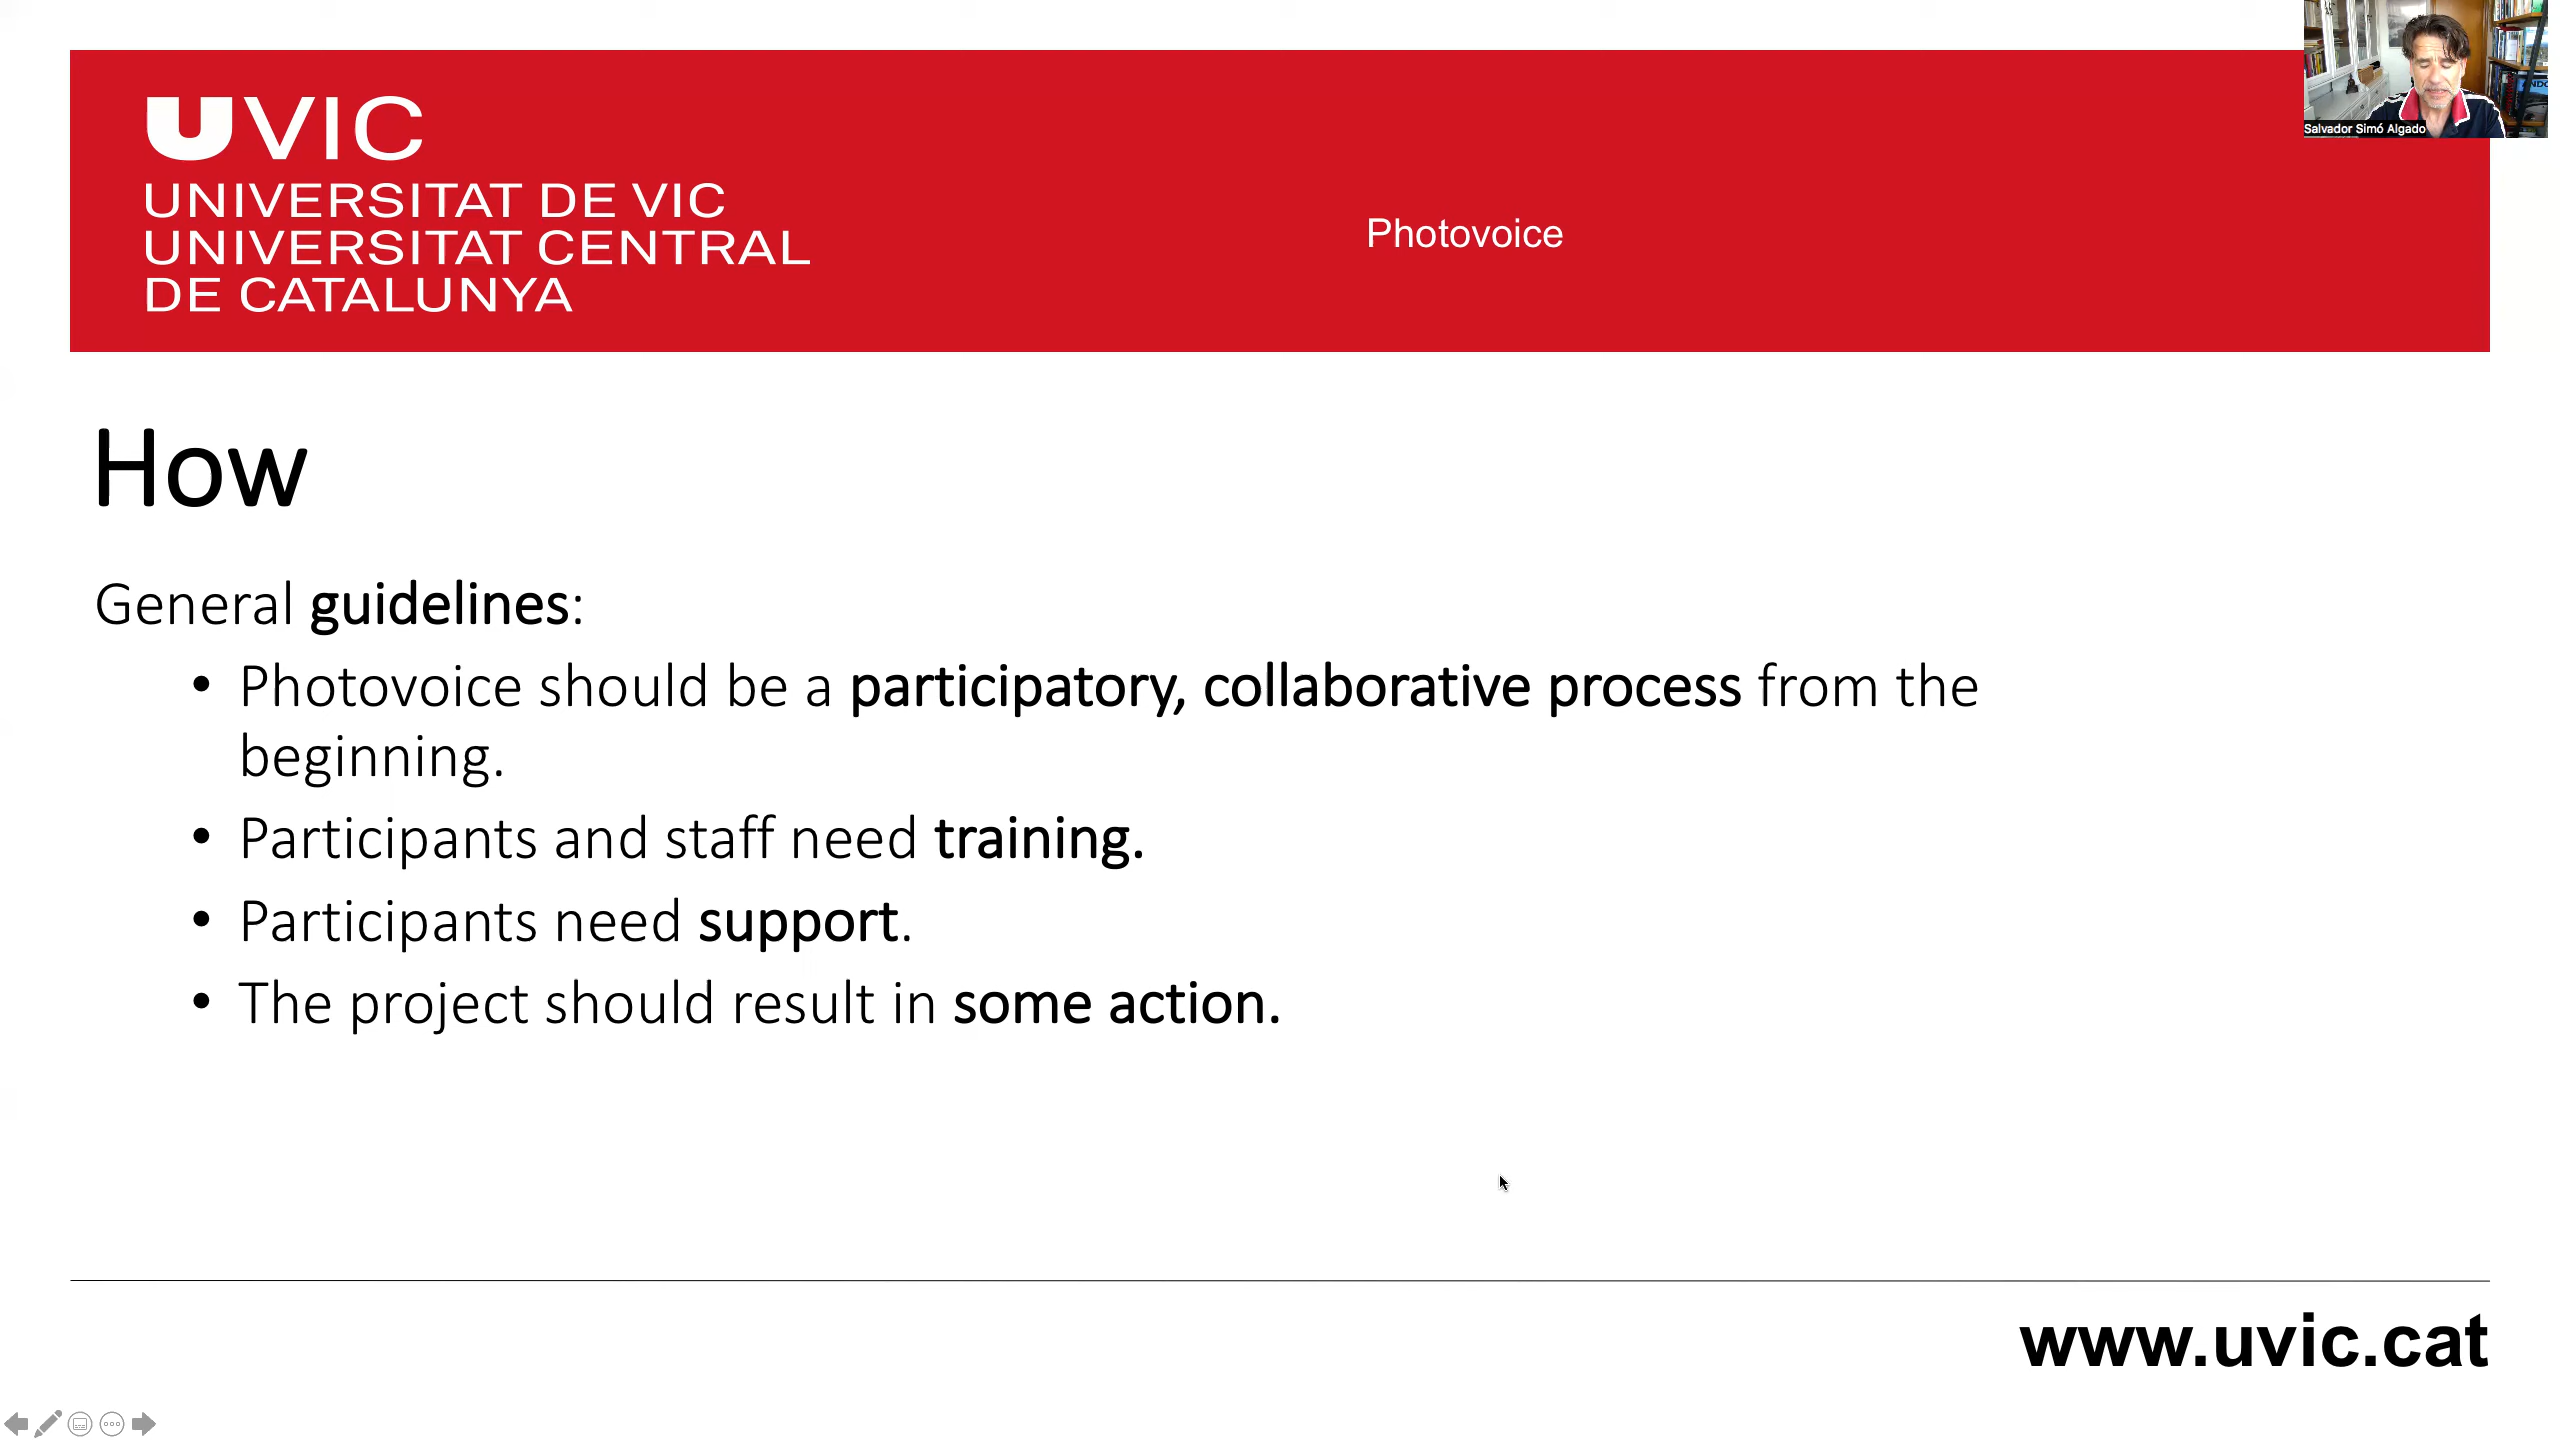 UVIC
UNIVERSITAT DE VIC
UNIVERSITAT CENTRAL
DE CATALUNYA
Photovoice
Salvador Simó Algado
How
General guidelines:
• Photovoice should be a participatory, collaborative process from the
beginning.
• Participants and staff need training.
• Participants need support.
• The project should result in some action.
www.uvic.cat